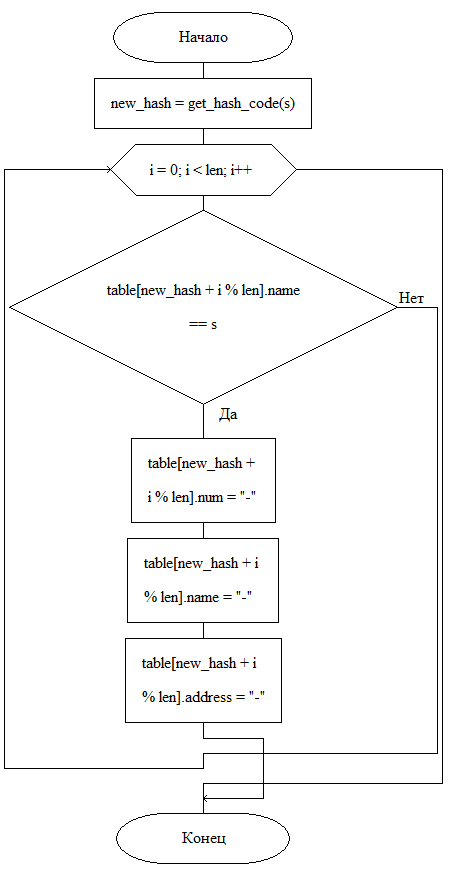 Начало
new_hash = get_hash_code(s)
i = 0; i < len; i++
table[new_hash + i % len].name
== s
Нет
Да
table[new_hash +
i % len].num = "-"
table[new_hash + i
% len].name = "-"
table[new_hash + i
% len].address = "-"
Конец